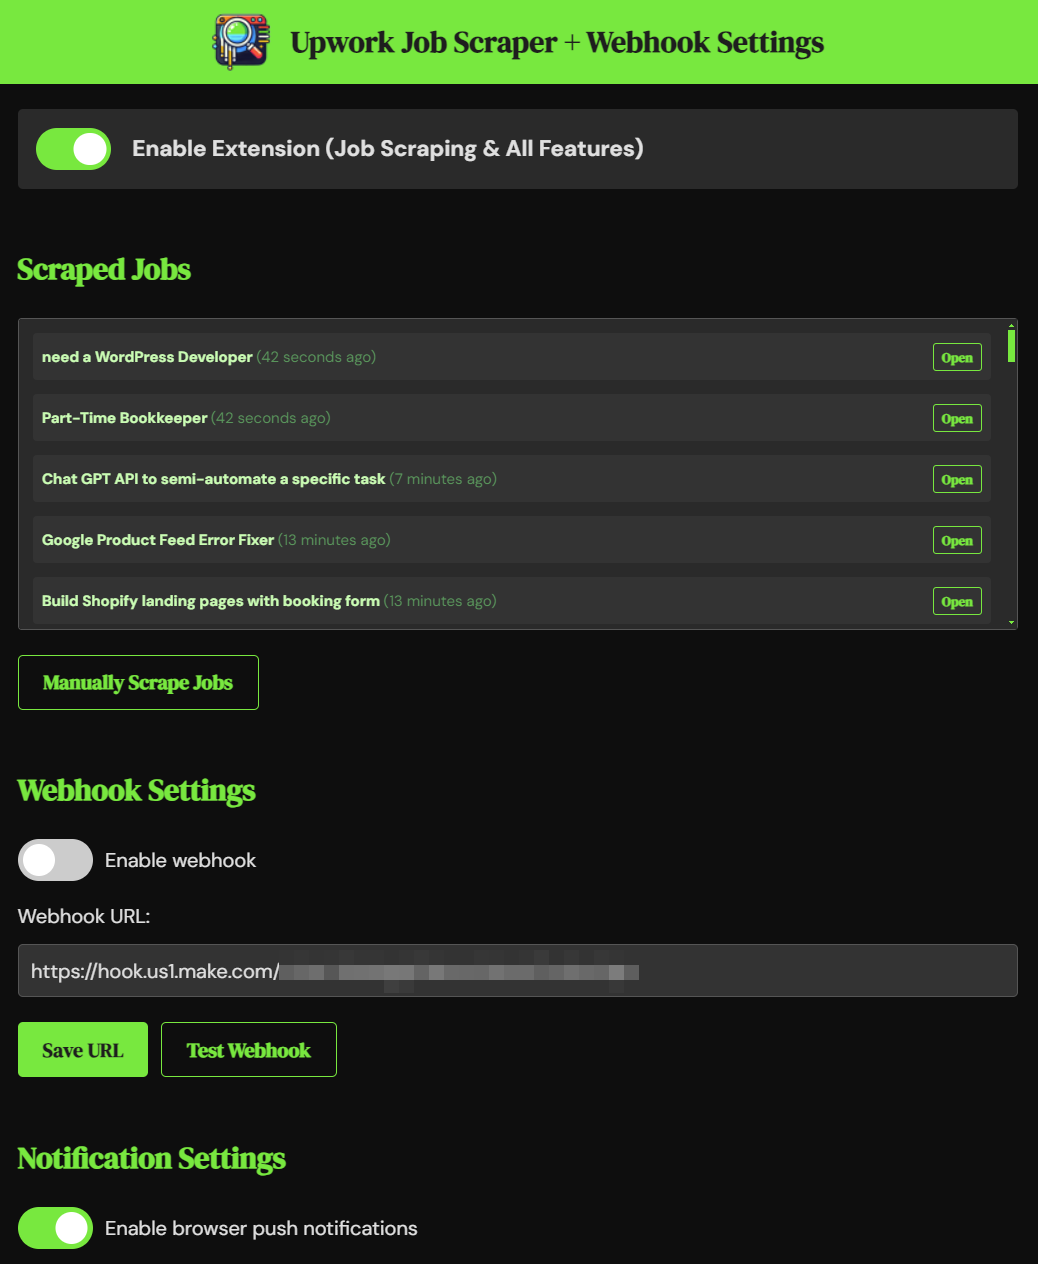 Upwork Job Scraper + Webhook Settings
Enable Extension (Job Scraping & All Features)
Scraped Jobs
need a WordPress Developer (42 seconds ago) Open
Part-Time Bookkeeper (42 seconds ago) Open
Chat GPT API to semi-automate a specific task (7 minutes ago) Open
Google Product Feed Error Fixer (13 minutes ago) Open
Build Shopify landing pages with booking form (13 minutes ago) Open
Manually Scrape Jobs
Webhook Settings
Enable webhook
Webhook URL:
https://hook.us1.make.com/
Save URL Test Webhook
Notification Settings
Enable browser push notifications